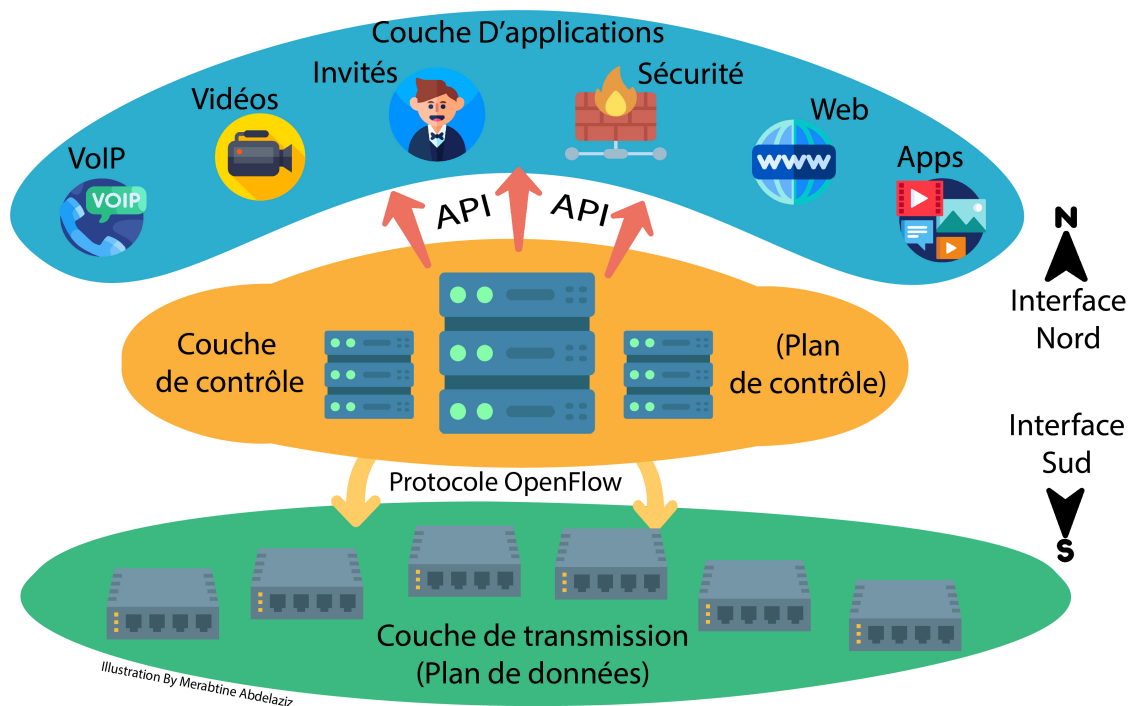 Couche D'applications
Invités
Sécurité
Vidéos
Web
VoIP
Apps
VOIP
www
API
API
N
Interface
Nord
Couche
de contrôle
(Plan
de contrôle)
Interface
Sud
S
Protocole OpenFlow
Couche de transmission
(Plan de données)
Illustration By Merabtine Abdelaziz